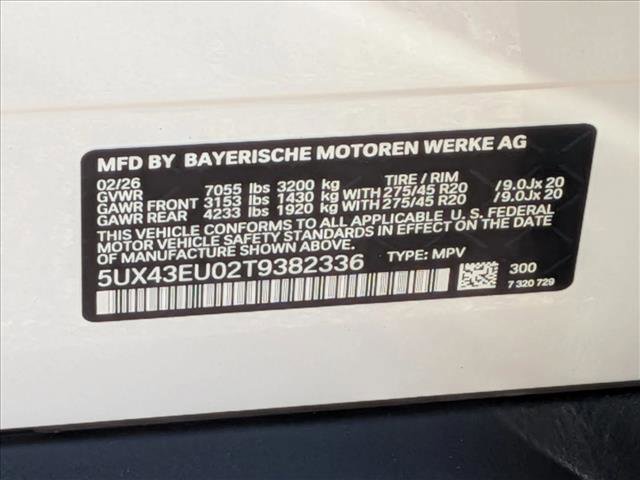 MFD BY BAYERISCHE MOTOREN WERKE AG
02/26 TIRE / RIM
GVWR 7055 lbs 3200 kg
GAWR FRONT 3153 lbs 1430 kg WITH 275/45 R20 /9.0Jx 20
GAWR REAR 4233 lbs 1920 kg WITH 275/45 R20 /9.0Jx 20
THIS VEHICLE CONFORMS TO ALL APPLICABLE U.S. FEDERAL
MOTOR VEHICLE SAFETY STANDARDS IN EFFECT ON THE DATE
OF MANUFACTURE SHOWN ABOVE.
5UX43EU02T9382336 TYPE: MPV
300
7 320 729